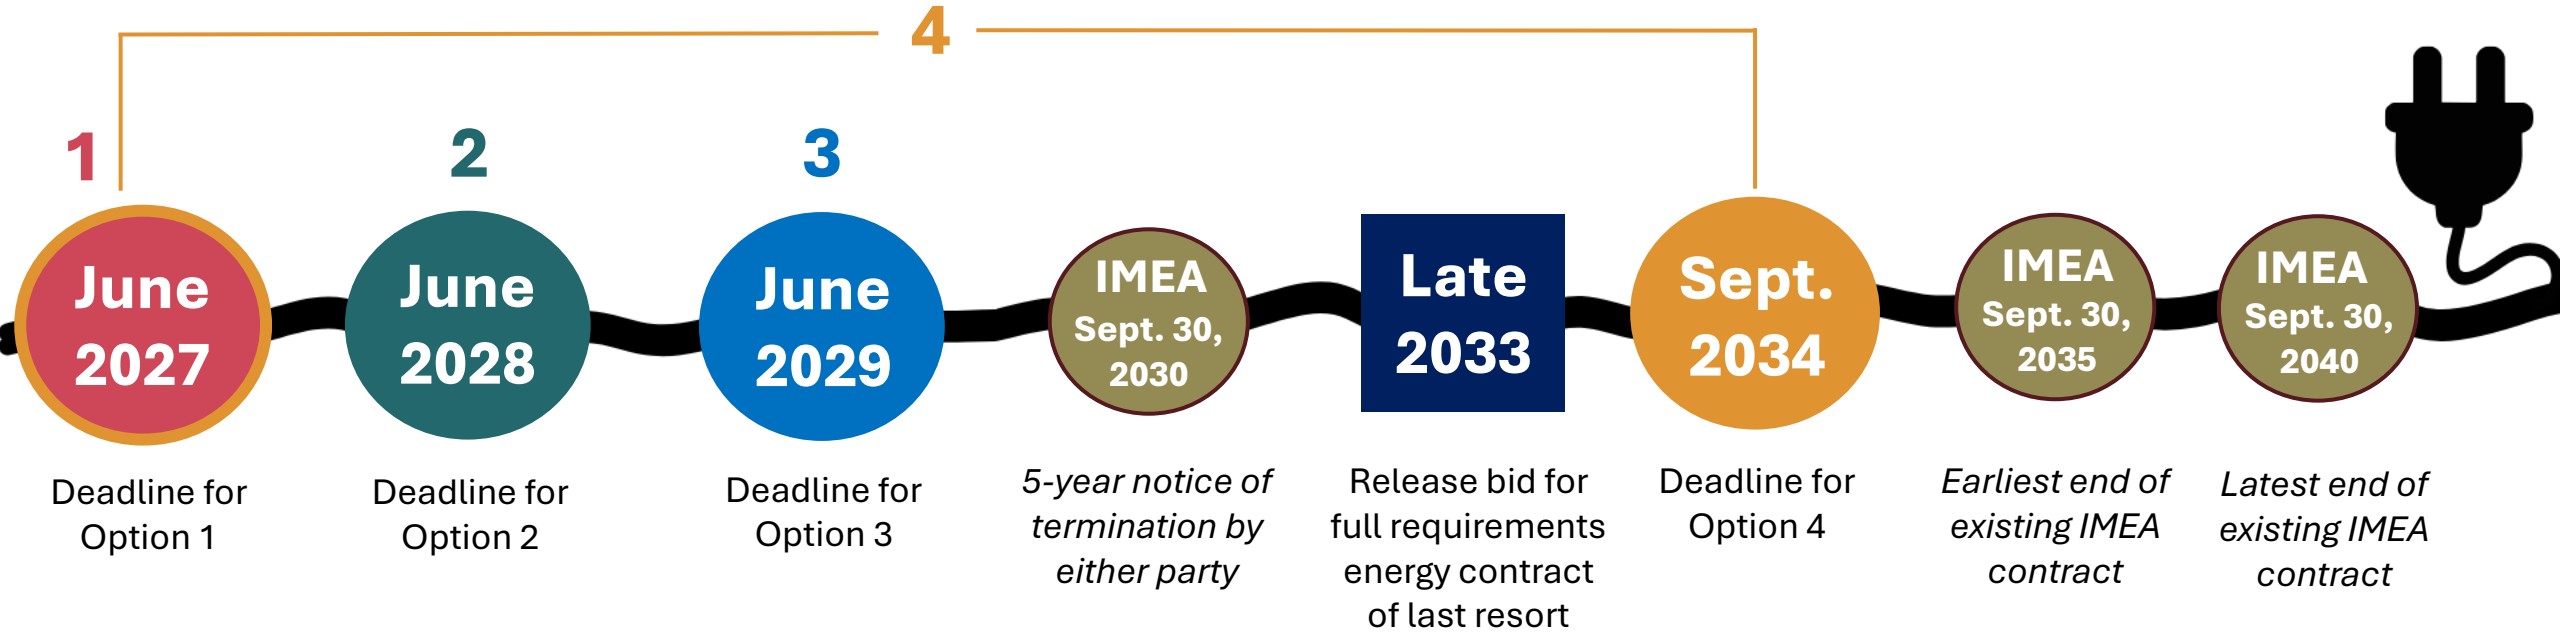 4
1
2
3
June
2027
June
2028
June
2029
IMEA
Sept. 30,
2030
Late
2033
Sept.
2034
IMEA
Sept. 30,
2035
IMEA
Sept. 30,
2040
Deadline for
Option 1
Deadline for
Option 2
Deadline for
Option 3
5-year notice of
termination by
either party
Release bid for
full requirements
energy contract
of last resort
Deadline for
Option 4
Earliest end of
existing IMEA
contract
Latest end of
existing IMEA
contract